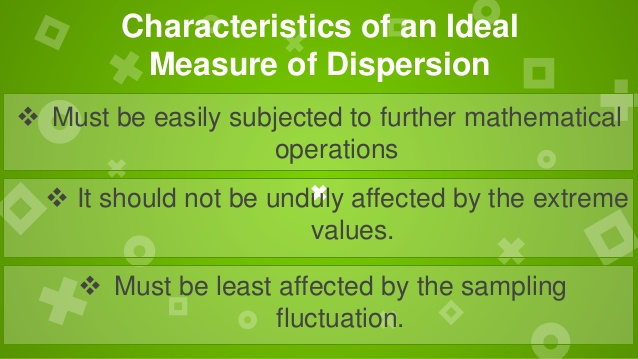 Characteristics of an Ideal
Measure of Dispersion
❖ Must be easily subjected to further mathematical
operations
❖ It should not be unduly affected by the extreme
values.
❖ Must be least affected by the sampling
fluctuation.